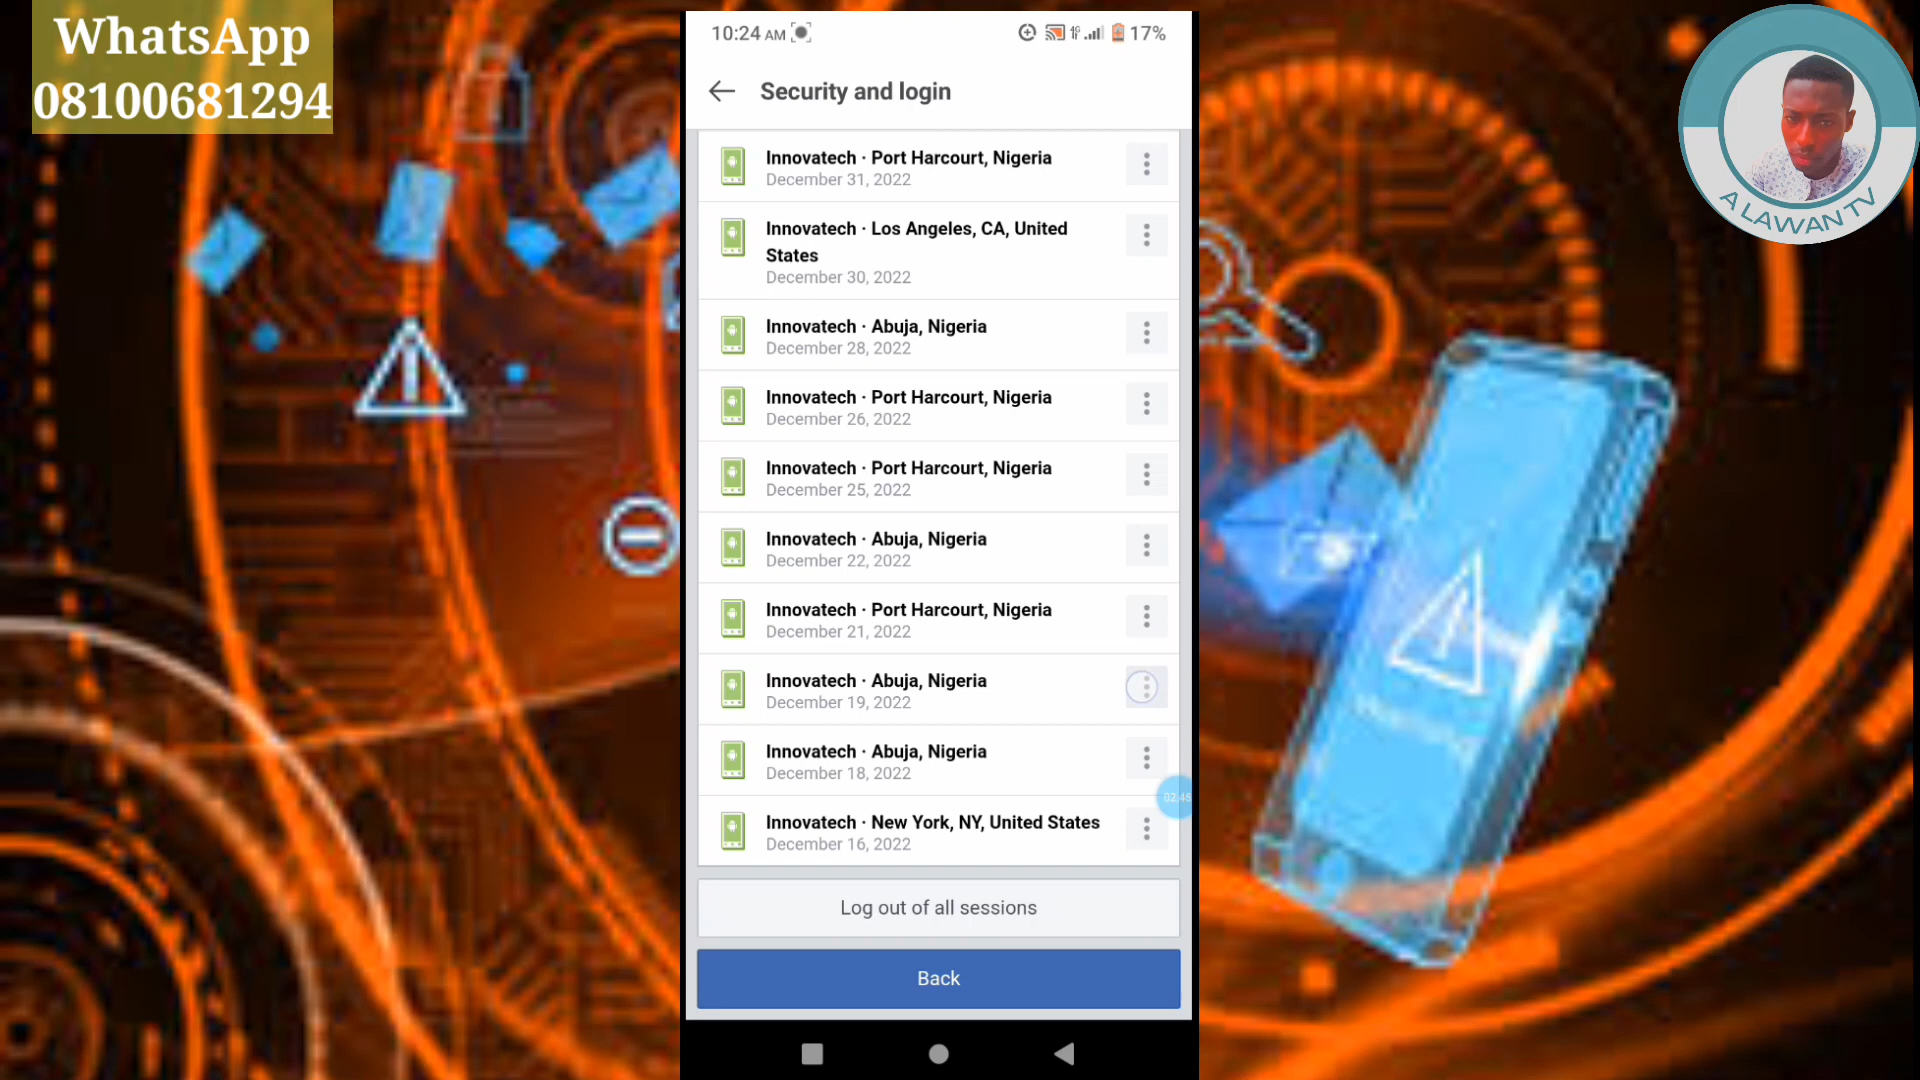 WhatsApp
08100681294
10:24 AM
17%
Security and login
Innovatech · Port Harcourt, Nigeria
December 31, 2022
Innovatech · Los Angeles, CA, United
States
December 30, 2022
Innovatech · Abuja, Nigeria
December 28, 2022
Innovatech · Port Harcourt, Nigeria
December 26, 2022
Innovatech · Port Harcourt, Nigeria
December 25, 2022
Innovatech · Abuja, Nigeria
December 22, 2022
Innovatech · Port Harcourt, Nigeria
December 21, 2022
Innovatech · Abuja, Nigeria
December 19, 2022
Innovatech · Abuja, Nigeria
December 18, 2022
02:45
Innovatech · New York, NY, United States
December 16, 2022
Log out of all sessions
Back
A LAWAN TV